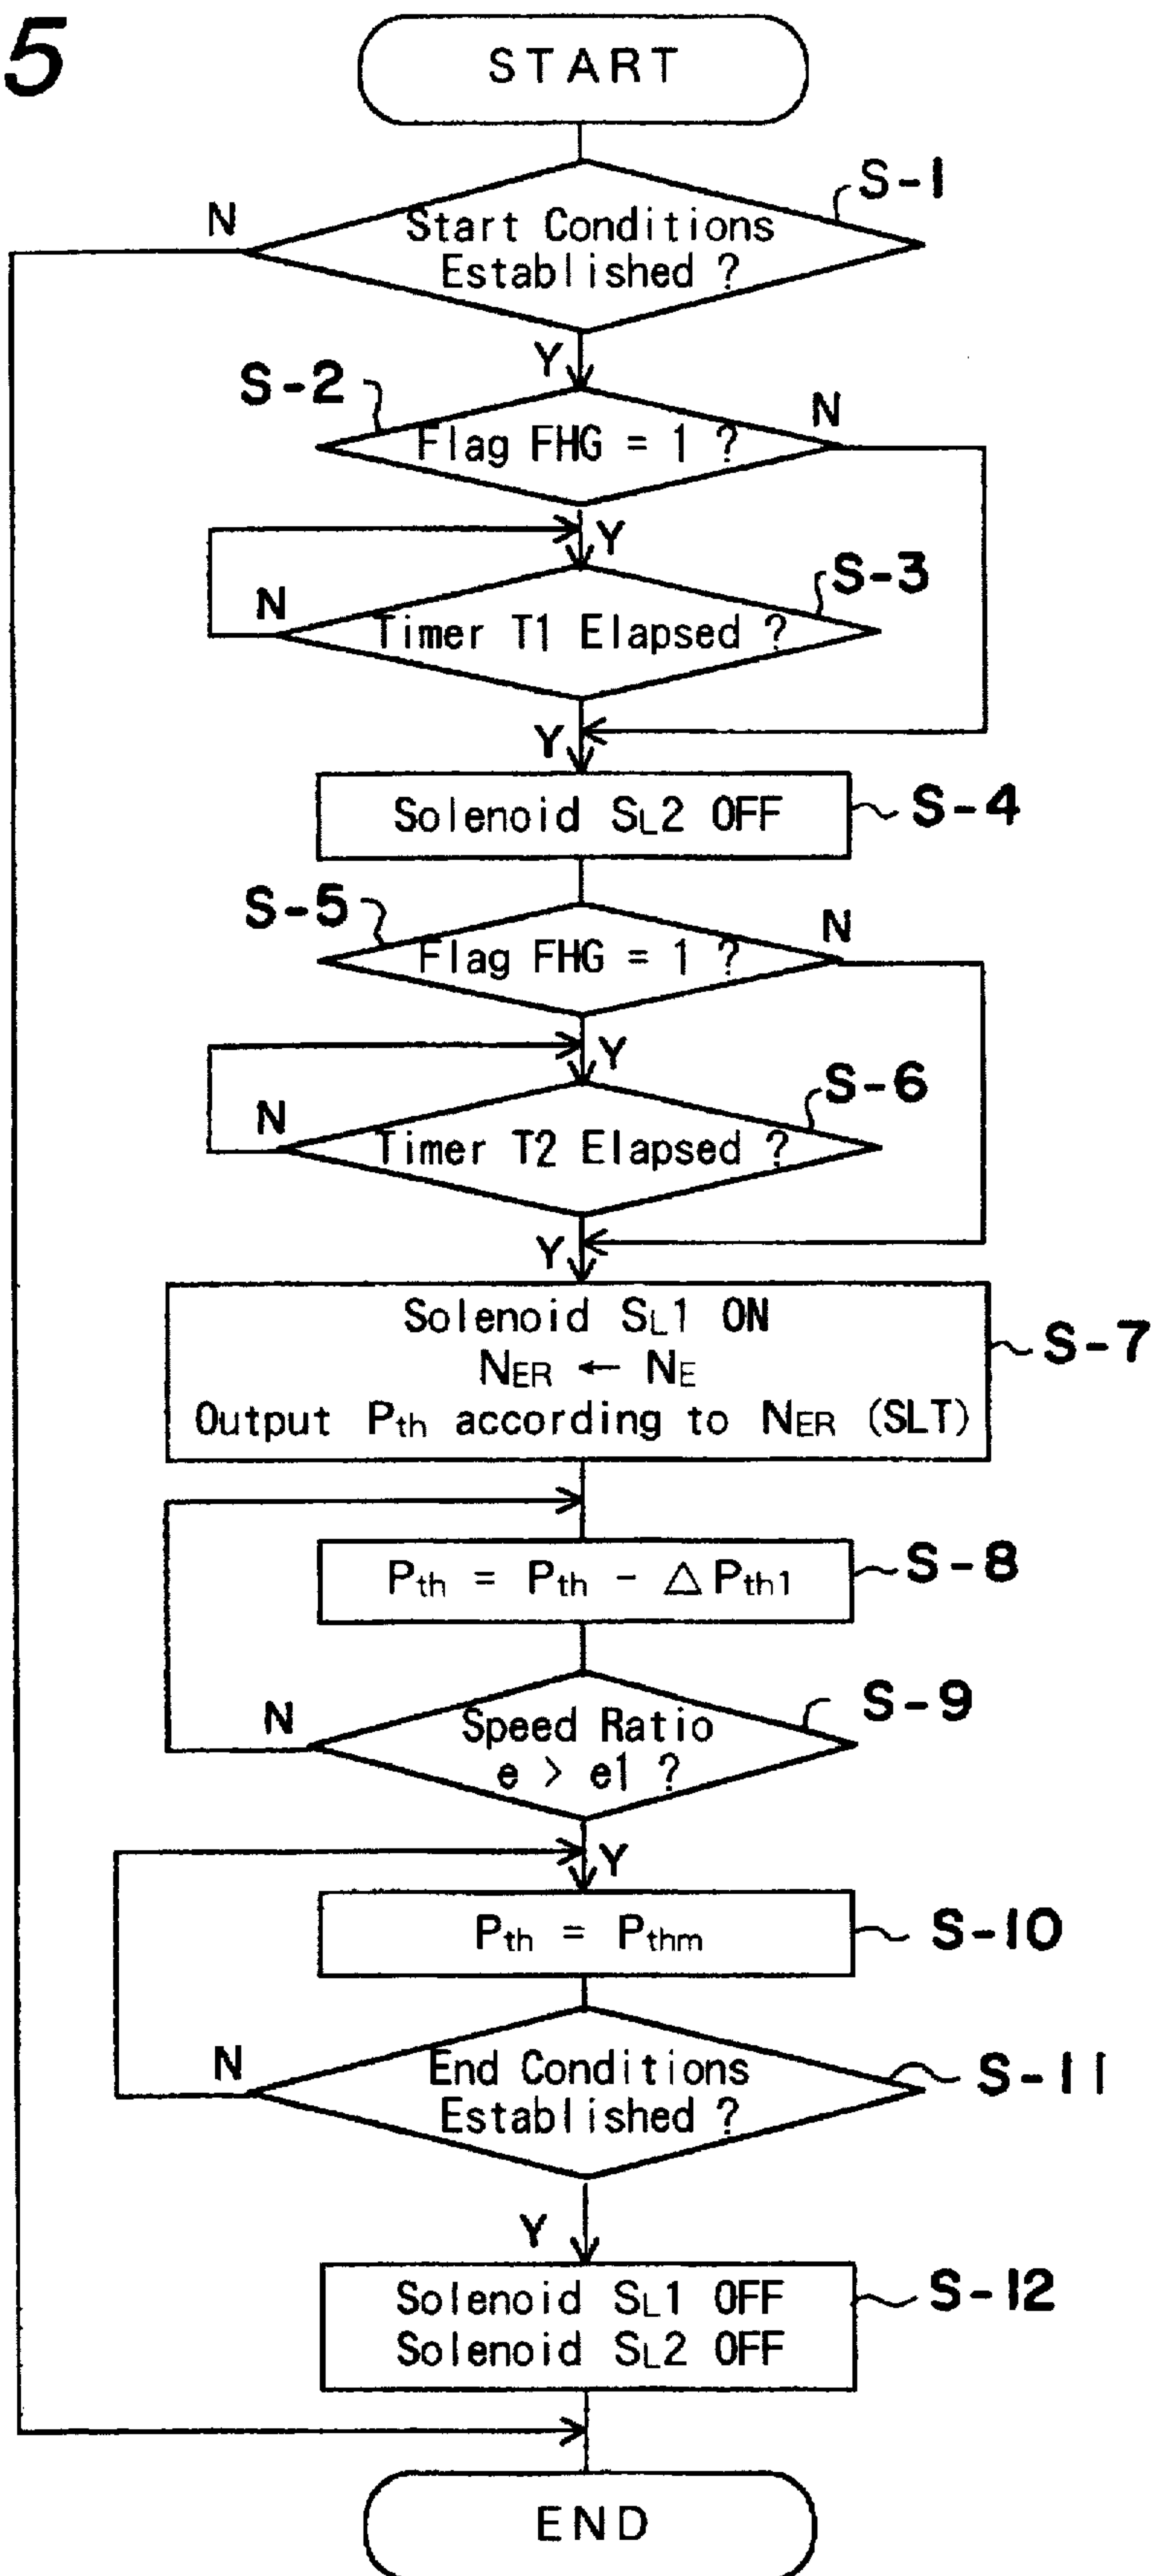 5
START
S-1
N
Start Conditions
Established ?
Y
S-2
N
Flag FHG = 1 ?
Y
S-3
N
Timer T1 Elapsed ?
Y
Solenoid SL2 OFF
S-4
S-5
N
Flag FHG = 1 ?
Y
S-6
N
Timer T2 Elapsed ?
Y
Solenoid SL1 ON
NER ← NE
Output Pth according to NER (SLT)
S-7
Pth = Pth - △Pth1
S-8
S-9
N
Speed Ratio
e > e1 ?
Y
Pth = Pthm
S-10
N
End Conditions
Established ?
S-11
Y
Solenoid SL1 OFF
Solenoid SL2 OFF
S-12
END